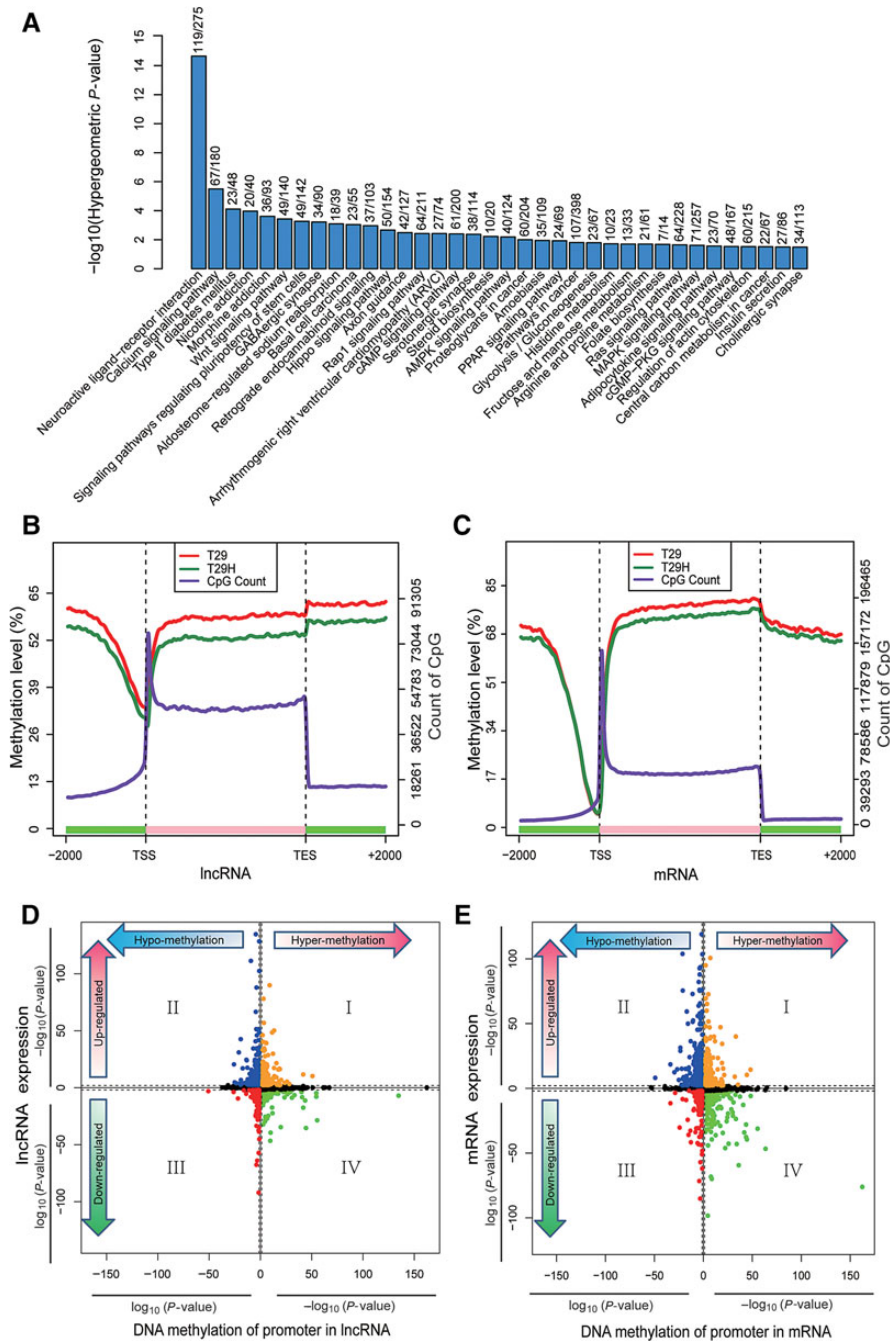 A
−log10(Hypergeometric P-value)
16
14
12
10
8
6
4
2
0
119/275
67/180
23/48
20/40
36/93
49/140
49/142
34/90
18/39
23/55
37/103
50/154
42/127
64/211
27/74
61/200
38/114
10/20
40/124
60/204
35/109
24/69
107/398
23/67
10/23
13/33
21/61
7/14
64/228
71/257
23/70
48/167
60/215
22/67
27/86
34/113
Neuroactive ligand−receptor interaction
Calcium signaling pathway
Type II diabetes mellitus
Nicotine addiction
Morphine addiction
Wnt signaling pathway
Signaling pathways regulating pluripotency of stem cells
GABAergic synapse
Aldosterone−regulated sodium reabsorption
Basal cell carcinoma
Retrograde endocannabinoid signaling
Hippo signaling pathway
Axon guidance
Rap1 signaling pathway
Arrhythmogenic right ventricular cardiomyopathy (ARVC)
cAMP signaling pathway
Serotonergic synapse
Steroid biosynthesis
AMPK signaling pathway
Proteoglycans in cancer
Amoebiasis
PPAR signaling pathway
Pathways in cancer
Glycolysis / Gluconeogenesis
Histidine metabolism
Fructose and mannose metabolism
Arginine and proline metabolism
Folate biosynthesis
Ras signaling pathway
MAPK signaling pathway
Adipocytokine signaling pathway
cGMP−PKG signaling pathway
Regulation of actin cytoskeleton
Central carbon metabolism in cancer
Insulin secretion
Cholinergic synapse
B
T29
T29H
CpG Count
Methylation level (%)
65
52
39
26
13
0
Count of CpG
0 18261 36522 54783 73044 91305
−2000 TSS TES +2000
lncRNA
C
T29
T29H
CpG Count
Methylation level (%)
85
68
51
34
17
0
Count of CpG
0 39293 78586 117879 157172 196465
−2000 TSS TES +2000
mRNA
D
Hypo-methylation
Hyper-methylation
Up-regulated
Down-regulated
II I
III IV
lncRNA expression
−log10 (P-value)
log10 (P-value)
100
50
0
−50
−100
−150 −100 −50 0 50 100 150
log10 (P-value) −log10 (P-value)
DNA methylation of promoter in lncRNA
E
Hypo-methylation
Hyper-methylation
Up-regulated
Down-regulated
II I
III IV
mRNA expression
−log10 (P-value)
log10 (P-value)
100
50
0
−50
−100
−150 −100 −50 0 50 100 150
log10 (P-value) −log10 (P-value)
DNA methylation of promoter in mRNA